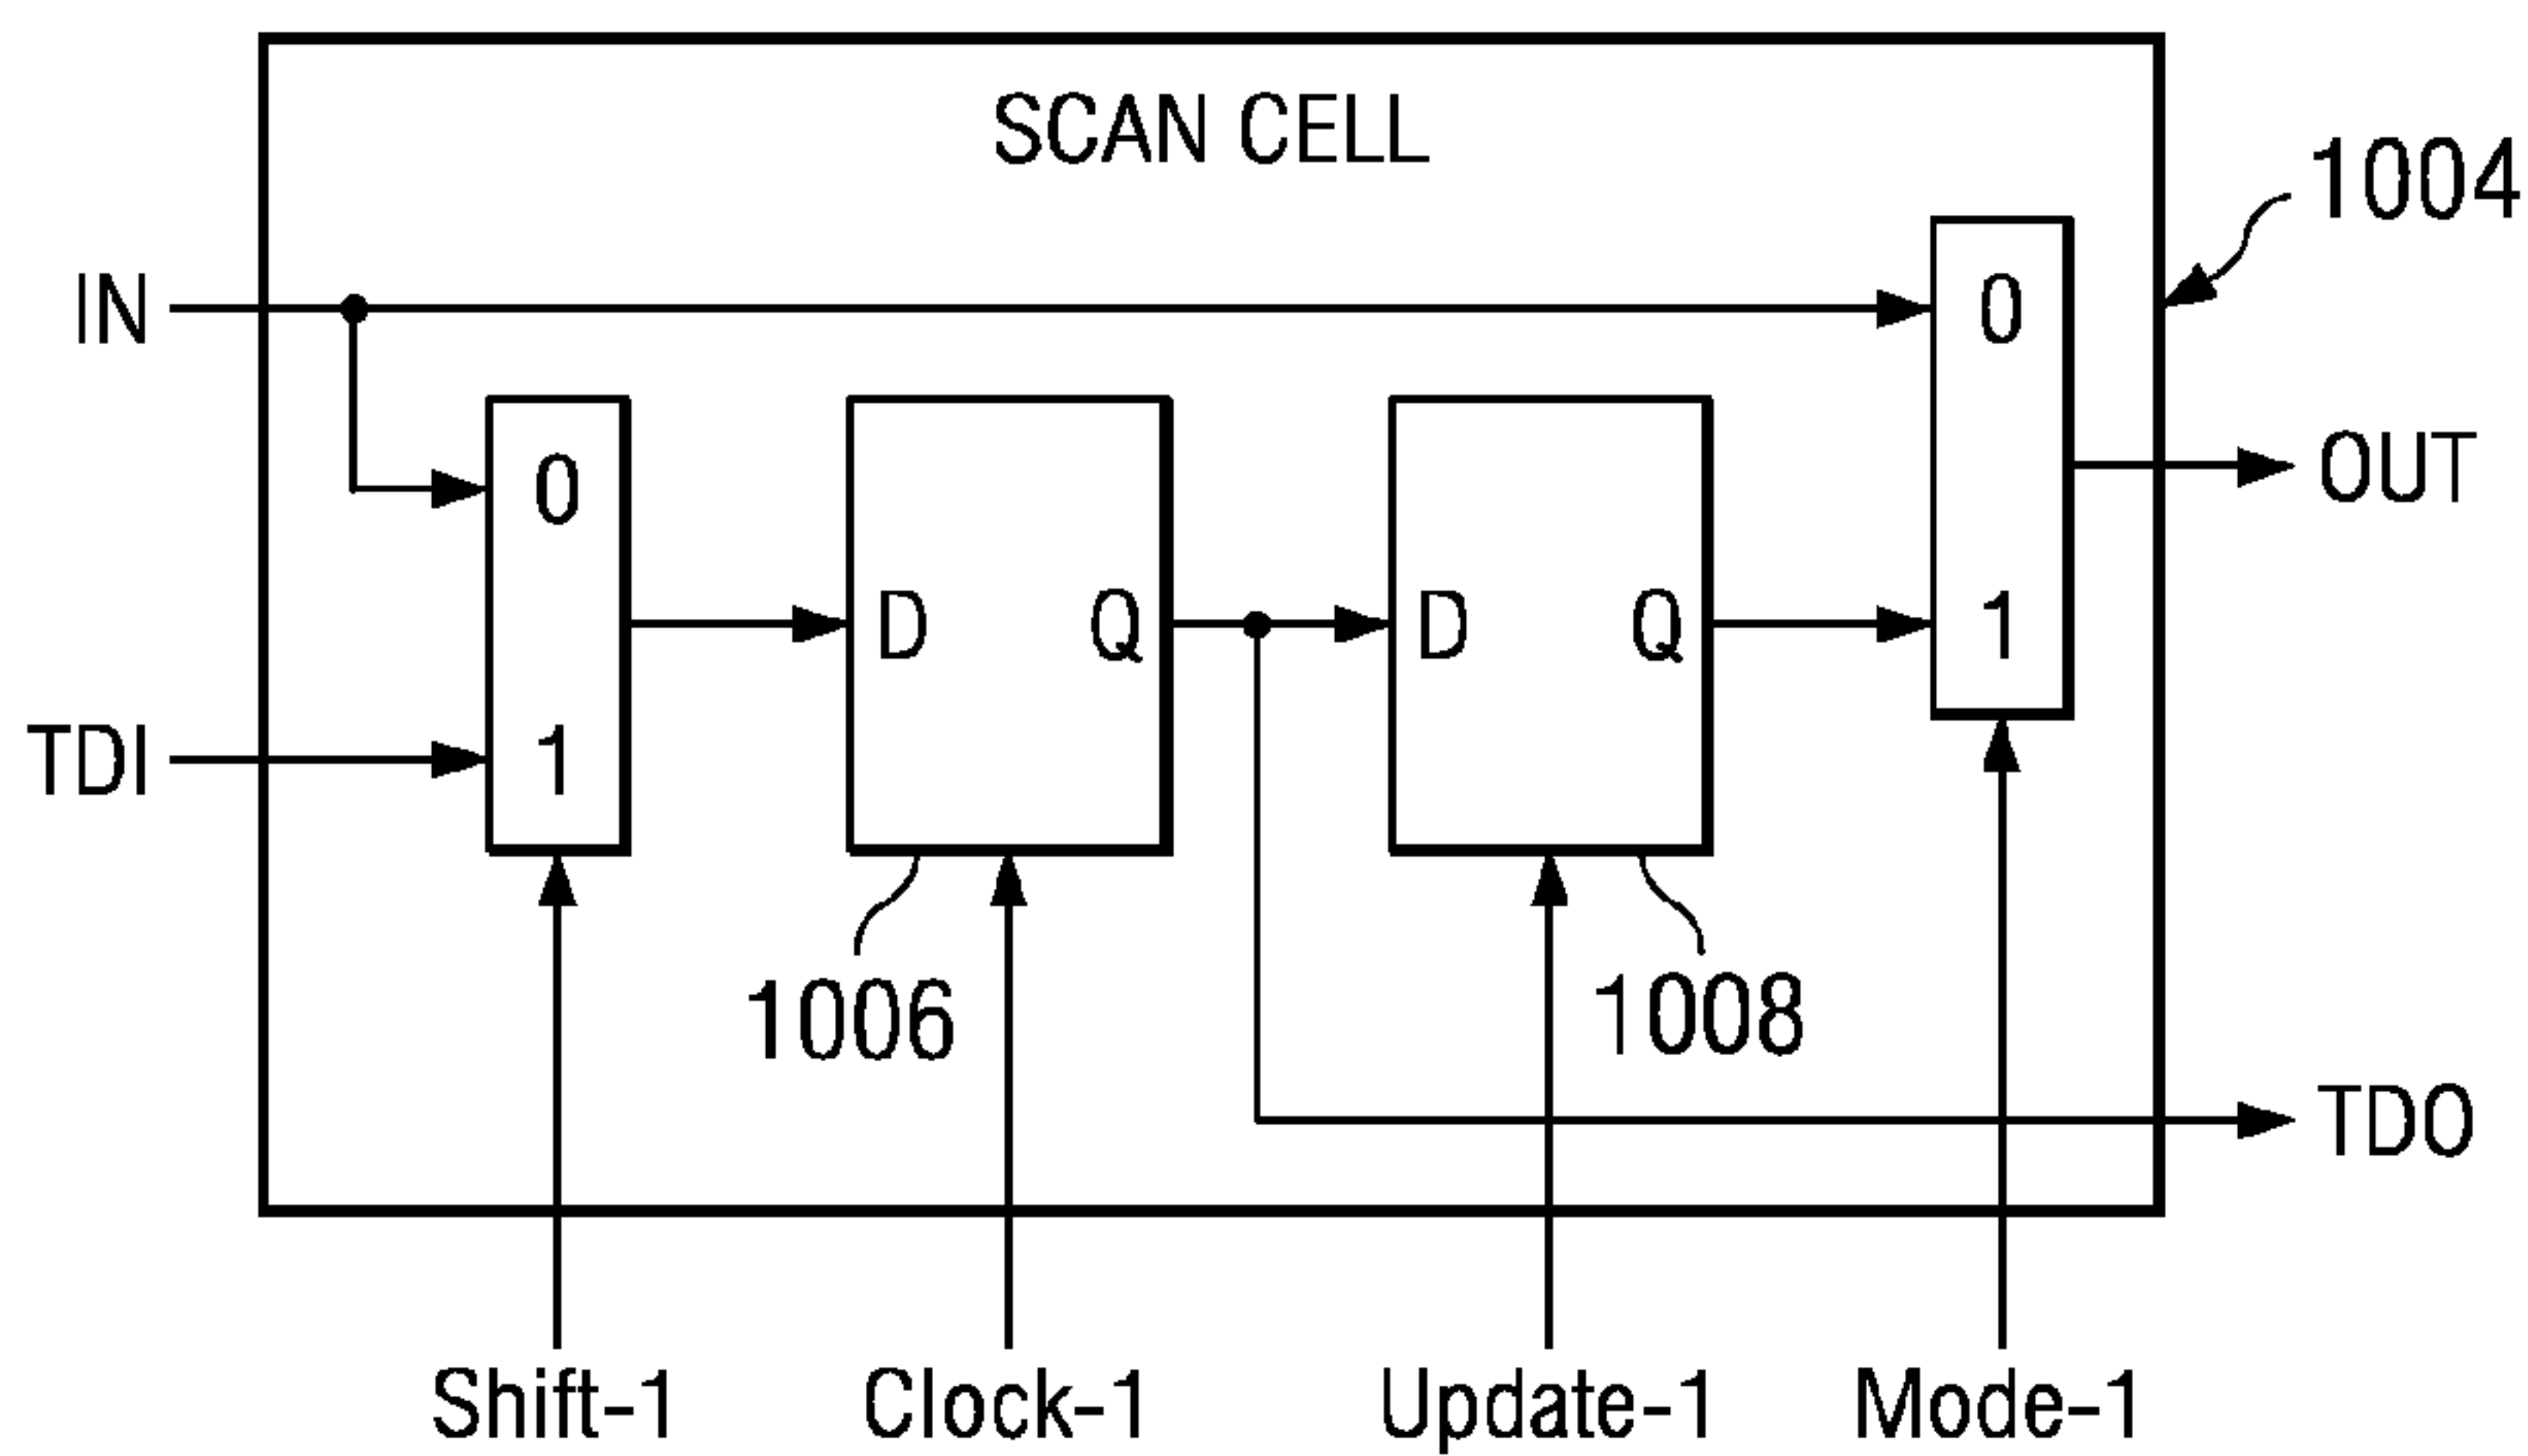 SCAN CELL
1004
IN
0
0
OUT
D Q
D Q
1
TDI
1
1006
1008
TDO
Shift-1 Clock-1 Update-1 Mode-1